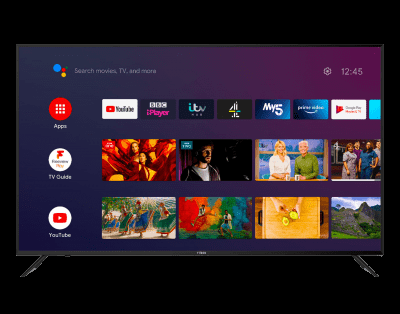 Search movies, TV, and more
12:45
YouTube
BBC
iPlayer
itv
HUB
4
My5
prime video
Google Play
Movies & TV
Apps
Freeview
Play
TV Guide
YouTube